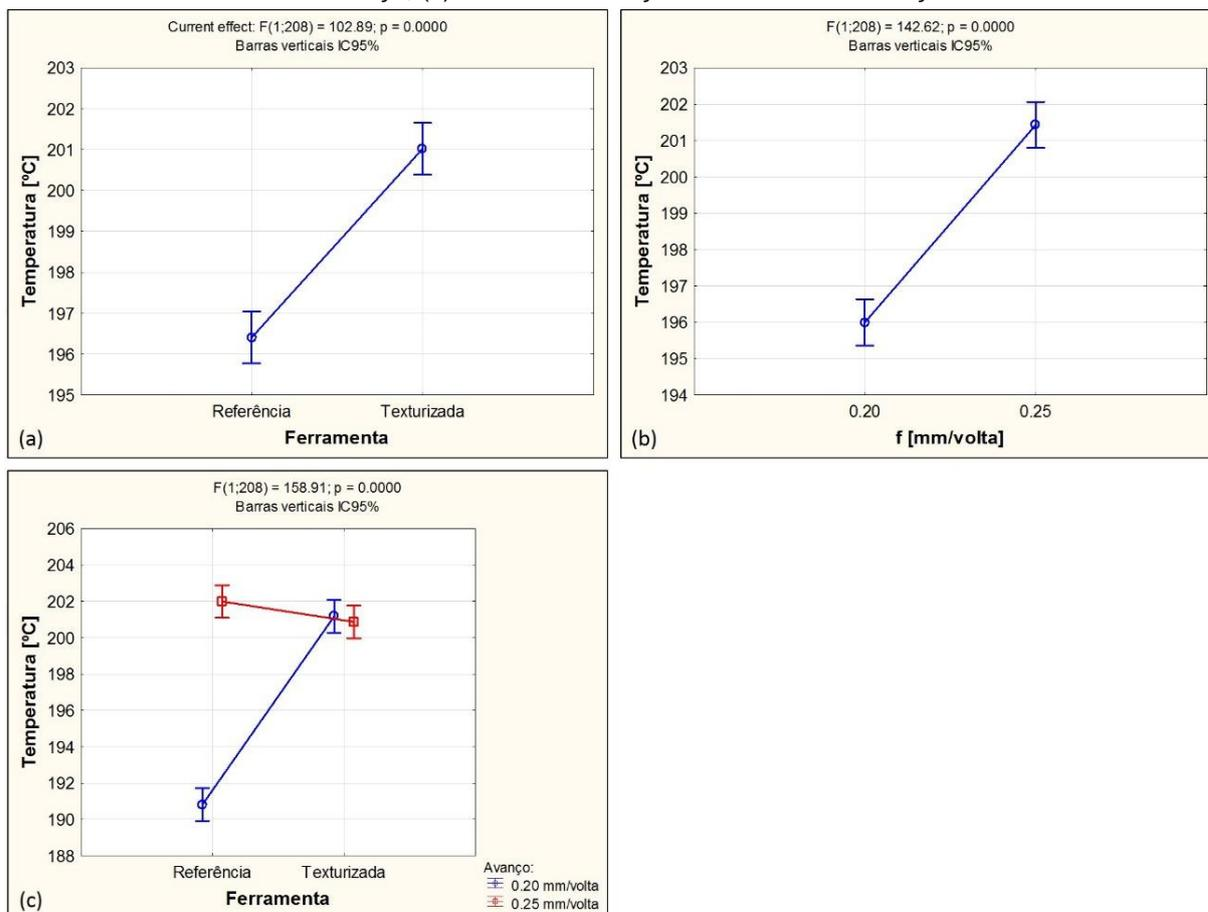 Current effect: F(1;208) = 102.89; p = 0.0000
Barras verticais IC95%
203
202
201
200
199
198
197
196
195
Temperatura [ºC]
Referência Texturizada
Ferramenta
(a)
F(1;208) = 142.62; p = 0.0000
Barras verticais IC95%
203
202
201
200
199
198
197
196
195
194
Temperatura [ºC]
0.20 0.25
f [mm/volta]
(b)
F(1;208) = 158.91; p = 0.0000
Barras verticais IC95%
206
204
202
200
198
196
194
192
190
188
Temperatura [ºC]
Referência Texturizada
Ferramenta
(c)
Avanço:
0.20 mm/volta
0.25 mm/volta